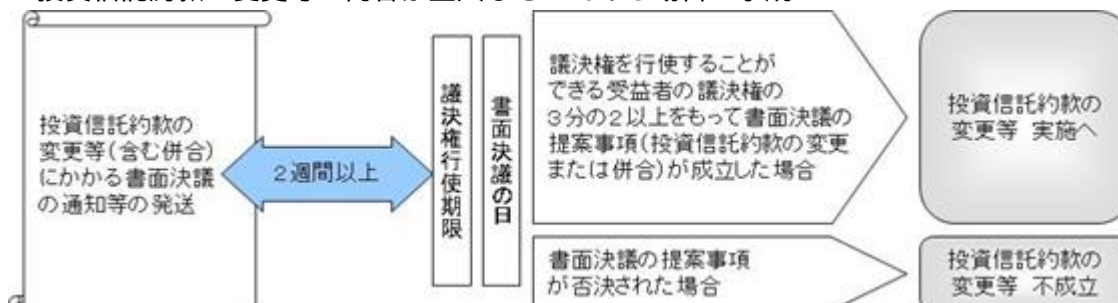 投資信託約款の
変更等(含む併合)
にかかる書面決議
の通知等の発送
2週間以上
議決権行使期限
書面決議の日
議決権を行使することが
できる受益者の議決権の
3分の2以上をもって書面決議の
提案事項(投資信託約款の変更
または併合)が成立した場合
投資信託約款の
変更等 実施へ
書面決議の提案事項
が否決された場合
投資信託約款の
変更等 不成立